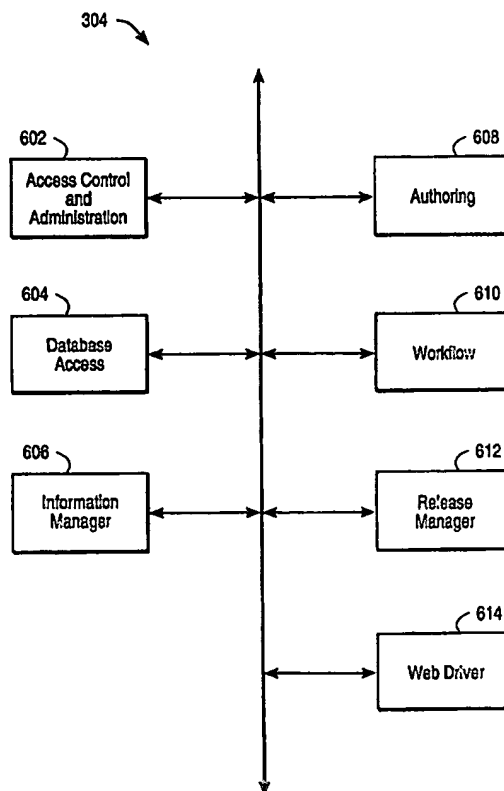 304
602
Access Control
and
Administration
608
Authoring
604
Database
Access
610
Workflow
606
Information
Manager
612
Release
Manager
614
Web Driver